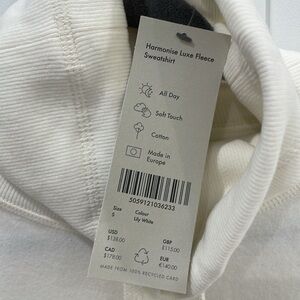 Harmonise Luxe Fleece
Sweatshirt
All Day
Soft Touch
Cotton
Made in
Europe
5059121036233
Size
S
Colour
Lily White
USD
$138.00
GBP
£115.00
CAD
$178.00
EUR
€140.00
MADE FROM 100% RECYCLED CARD